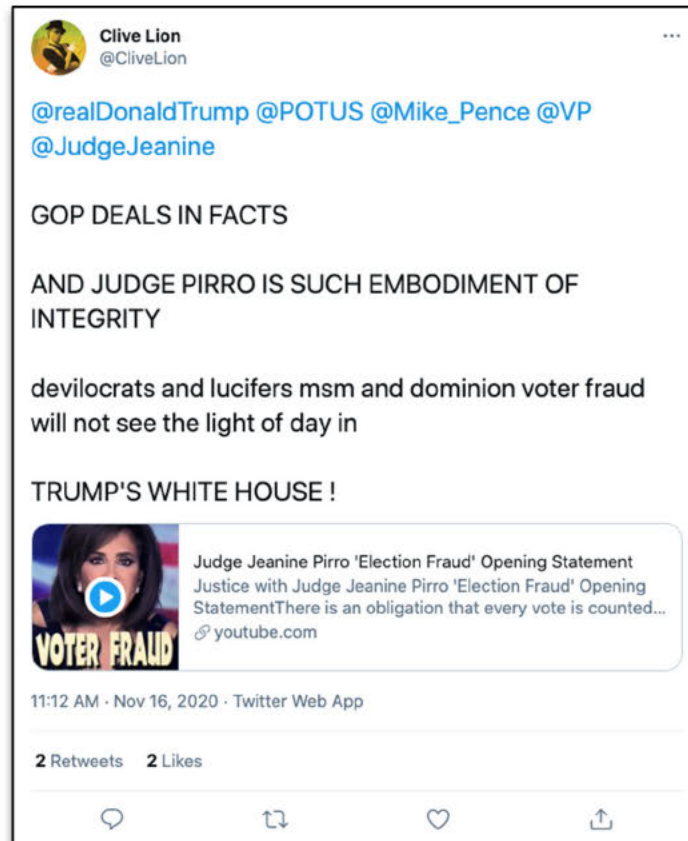 Clive Lion
@CliveLion
@realDonaldTrump @POTUS @Mike_Pence @VP
@JudgeJeanine
GOP DEALS IN FACTS
AND JUDGE PIRRO IS SUCH EMBODIMENT OF
INTEGRITY
devilocrats and lucifers msm and dominion voter fraud
will not see the light of day in
TRUMP'S WHITE HOUSE !
VOTER FRAUD
Judge Jeanine Pirro 'Election Fraud' Opening Statement
Justice with Judge Jeanine Pirro 'Election Fraud' Opening
StatementThere is an obligation that every vote is counted...
youtube.com
11:12 AM · Nov 16, 2020 · Twitter Web App
2 Retweets 2 Likes